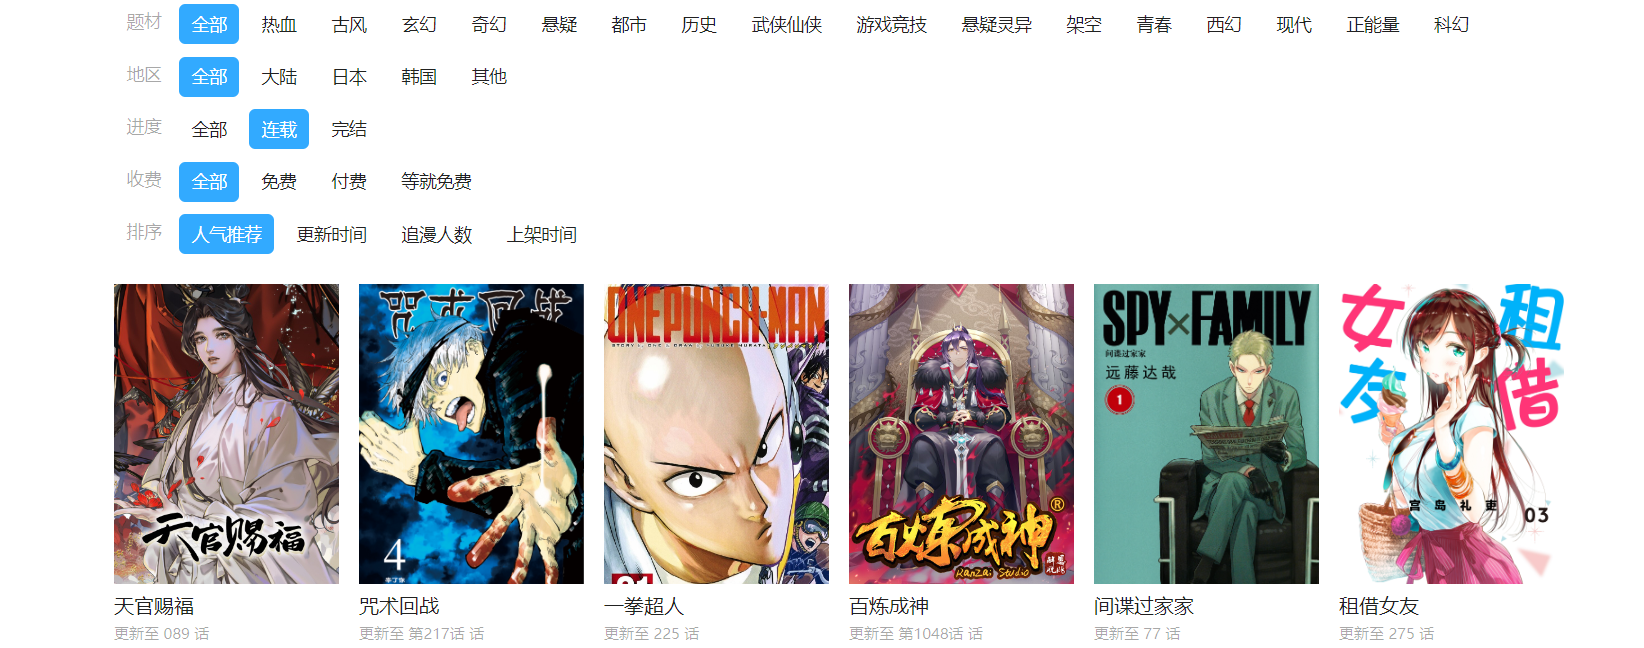 题材 全部 热血 古风 玄幻 奇幻 悬疑 都市 历史 武侠仙侠 游戏竞技 悬疑灵异 架空 青春 西幻 现代 正能量 科幻
地区 全部 大陆 日本 韩国 其他
进度 全部 连载 完结
收费 全部 免费 付费 等就免费
排序 人气推荐 更新时间 追漫人数 上架时间
天官赐福
咒术回战
4
ONE PUNCH-MAN
百炼成神
®
Kanzai Studio
SPY×FAMILY
间谍过家家
远藤达哉
1
租借
女友
宫岛礼吏
03
天官赐福 咒术回战 一拳超人 百炼成神 间谍过家家 租借女友
更新至 089 话 更新至 第217话 话 更新至 225 话 更新至 第1048话 话 更新至 77 话 更新至 275 话